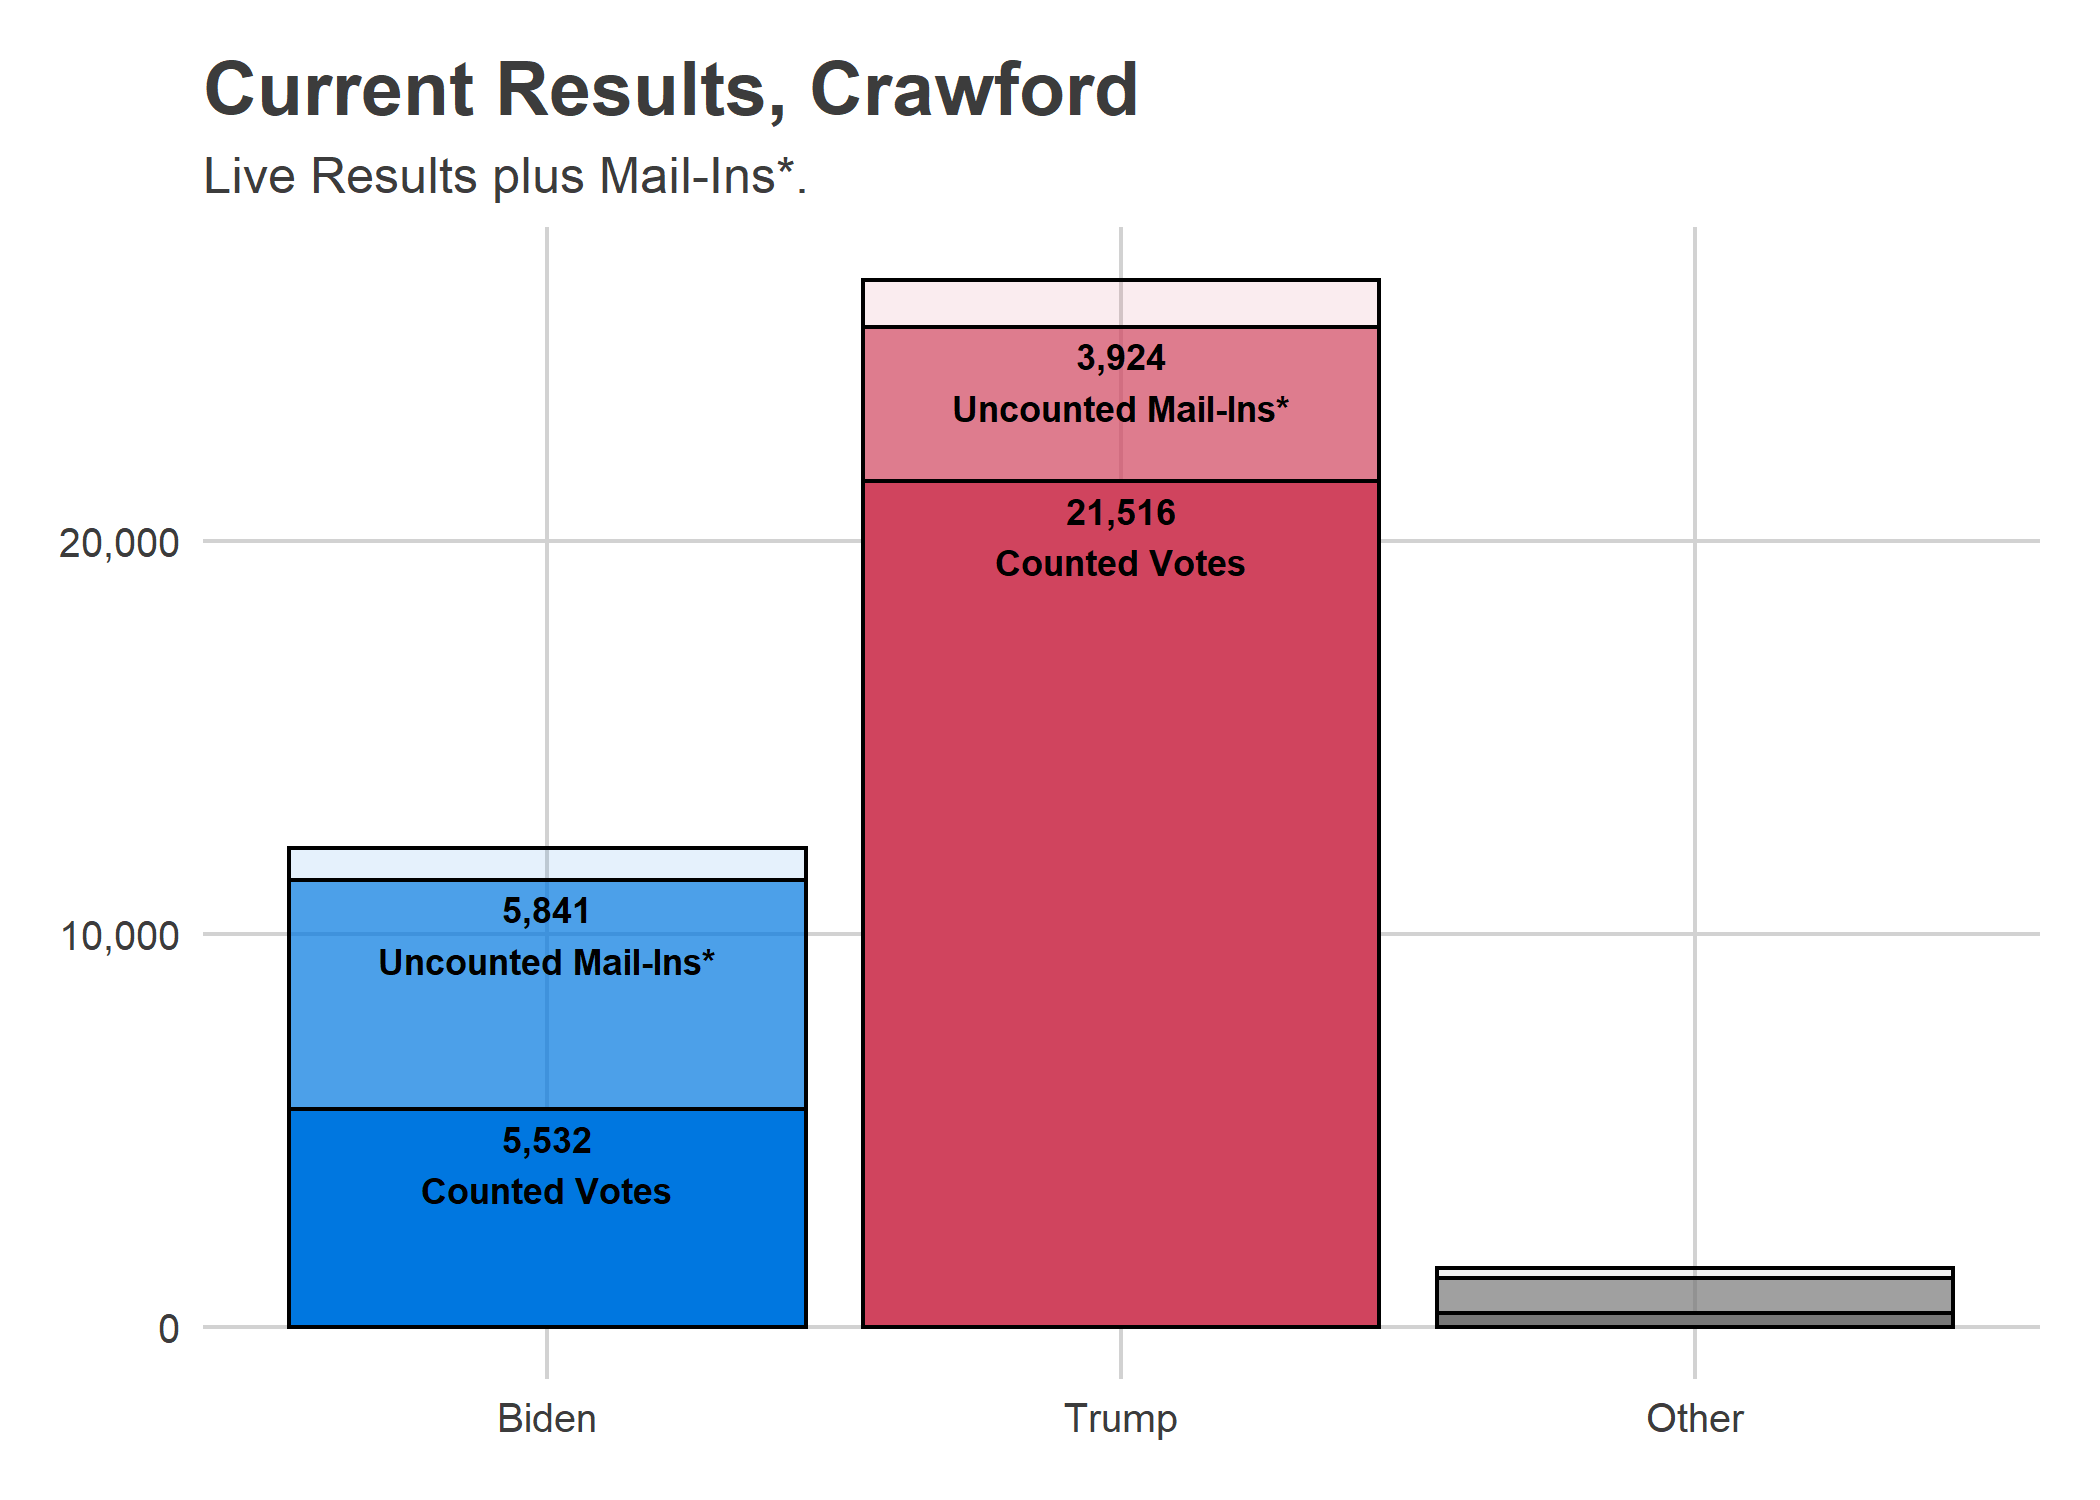 Current Results, Crawford
Live Results plus Mail-Ins*.
3,924
Uncounted Mail-Ins*
21,516
Counted Votes
20,000
5,841
Uncounted Mail-Ins*
10,000
5,532
Counted Votes
0
Biden
Trump
Other